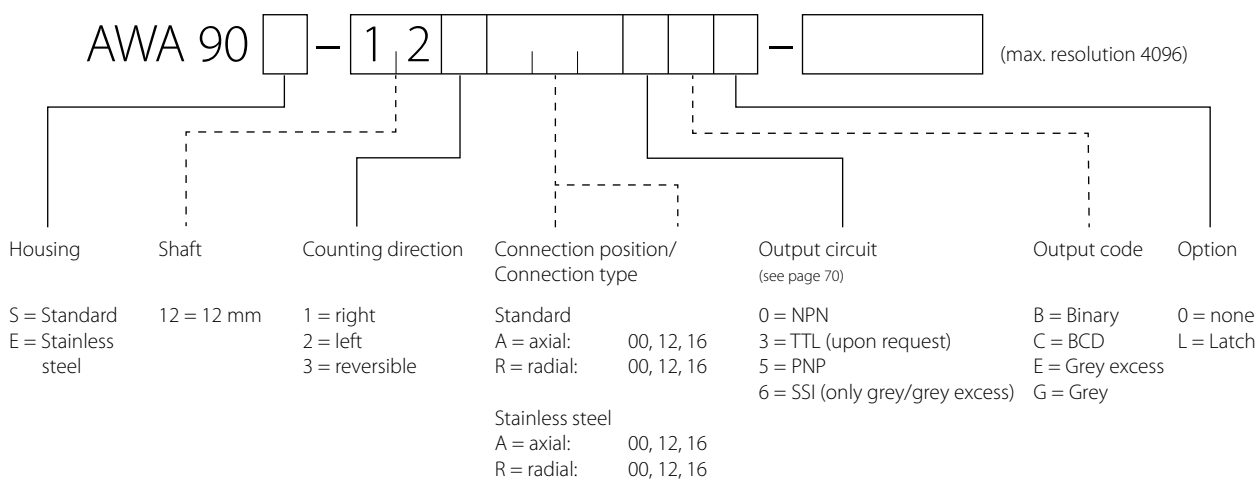 AWA 90 – 1 2 – (max. resolution 4096)
Housing
S = Standard
E = Stainless
steel
Shaft
12 = 12 mm
Counting direction
1 = right
2 = left
3 = reversible
Connection position/
Connection type
Standard
A = axial: 00, 12, 16
R = radial: 00, 12, 16
Stainless steel
A = axial: 00, 12, 16
R = radial: 00, 12, 16
Output circuit
(see page 70)
0 = NPN
3 = TTL (upon request)
5 = PNP
6 = SSI (only grey/grey excess)
Output code
B = Binary
C = BCD
E = Grey excess
G = Grey
Option
0 = none
L = Latch